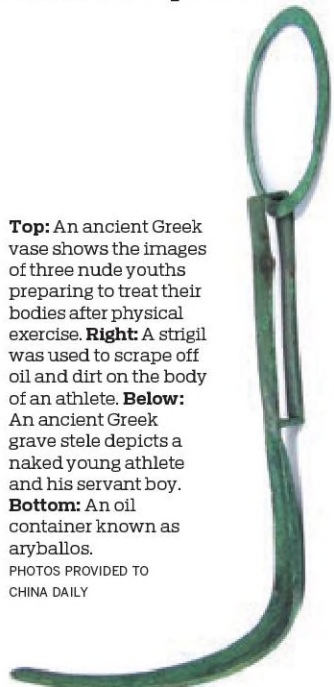 Top: An ancient Greek
vase shows the images
of three nude youths
preparing to treat their
bodies after physical
exercise. Right: A strigil
was used to scrape off
oil and dirt on the body
of an athlete. Below:
An ancient Greek
grave stele depicts a
naked young athlete
and his servant boy.
Bottom: An oil
container known as
aryballos.
PHOTOS PROVIDED TO
CHINA DAILY